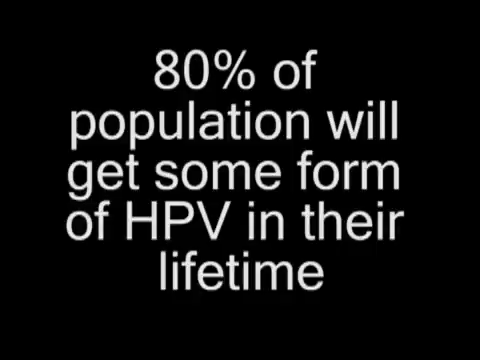 80% of
population will
get some form
of HPV in their
lifetime